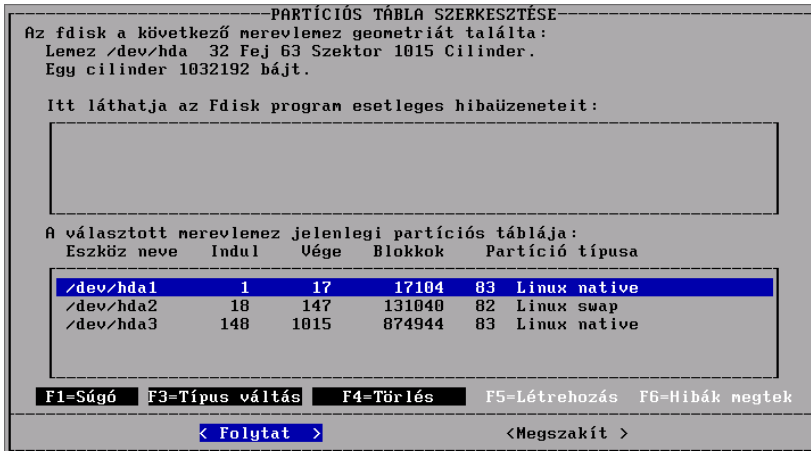 PARTÍCIÓS TÁBLA SZERKESZTÉSE
Az fdisk a következő merevlemez geometriát találta:
Lemez /dev/hda 32 Fej 63 Szektor 1015 Cilinder.
Egy cilinder 1032192 bájt.
Itt láthatja az Fdisk program esetleges hibaüzeneteit:
A választott merevlemez jelenlegi partíciós táblája:
Eszköz neve Indul Vége Blokkok Partíció típusa
/dev/hda1 1 17 17104 83 Linux native
/dev/hda2 18 147 131040 82 Linux swap
/dev/hda3 148 1015 874944 83 Linux native
F1=Súgó F3=Típus váltás F4=Törlés F5=Létrehozás F6=Hibák megtek
< Folytat > <Megszakít >